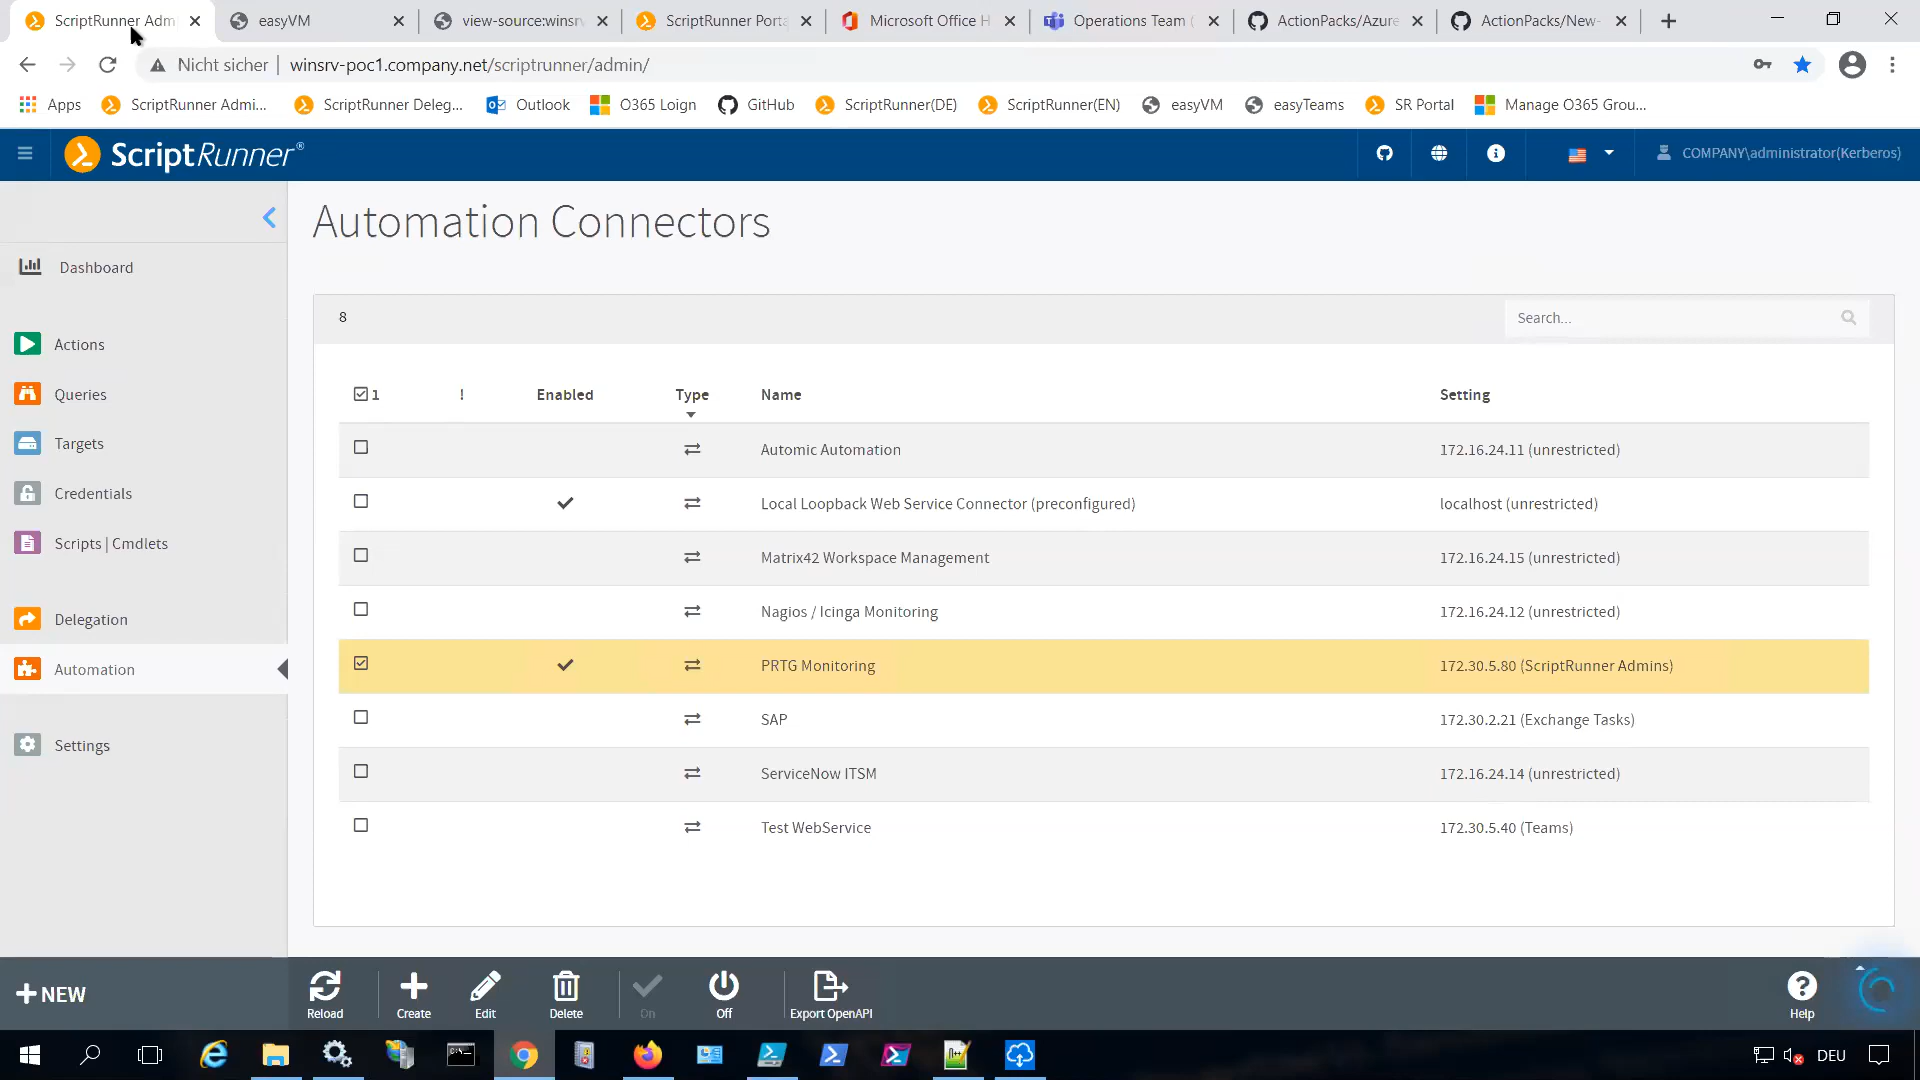 ScriptRunner Adm
easyVM
view-source:winsrv
ScriptRunner Porta
Microsoft Office H
Operations Team (
ActionPacks/Azure
ActionPacks/New-
Nicht sicher
winsrv-poc1.company.net/scriptrunner/admin/
Apps
ScriptRunner Admi...
ScriptRunner Deleg...
Outlook
O365 Loign
GitHub
ScriptRunner(DE)
ScriptRunner(EN)
easyVM
easyTeams
SR Portal
Manage O365 Grou...
ScriptRunner®
COMPANY\administrator(Kerberos)
Automation Connectors
Dashboard
Actions
Queries
Targets
Credentials
Scripts | Cmdlets
Delegation
Automation
Settings
8
Search...
1 ! Enabled Type Name Setting
Automic Automation 172.16.24.11 (unrestricted)
Local Loopback Web Service Connector (preconfigured) localhost (unrestricted)
Matrix42 Workspace Management 172.16.24.15 (unrestricted)
Nagios / Icinga Monitoring 172.16.24.12 (unrestricted)
PRTG Monitoring 172.30.5.80 (ScriptRunner Admins)
SAP 172.30.2.21 (Exchange Tasks)
ServiceNow ITSM 172.16.24.14 (unrestricted)
Test WebService 172.30.5.40 (Teams)
+ NEW
Reload
Create
Edit
Delete
On
Off
Export OpenAPI
Help
DEU